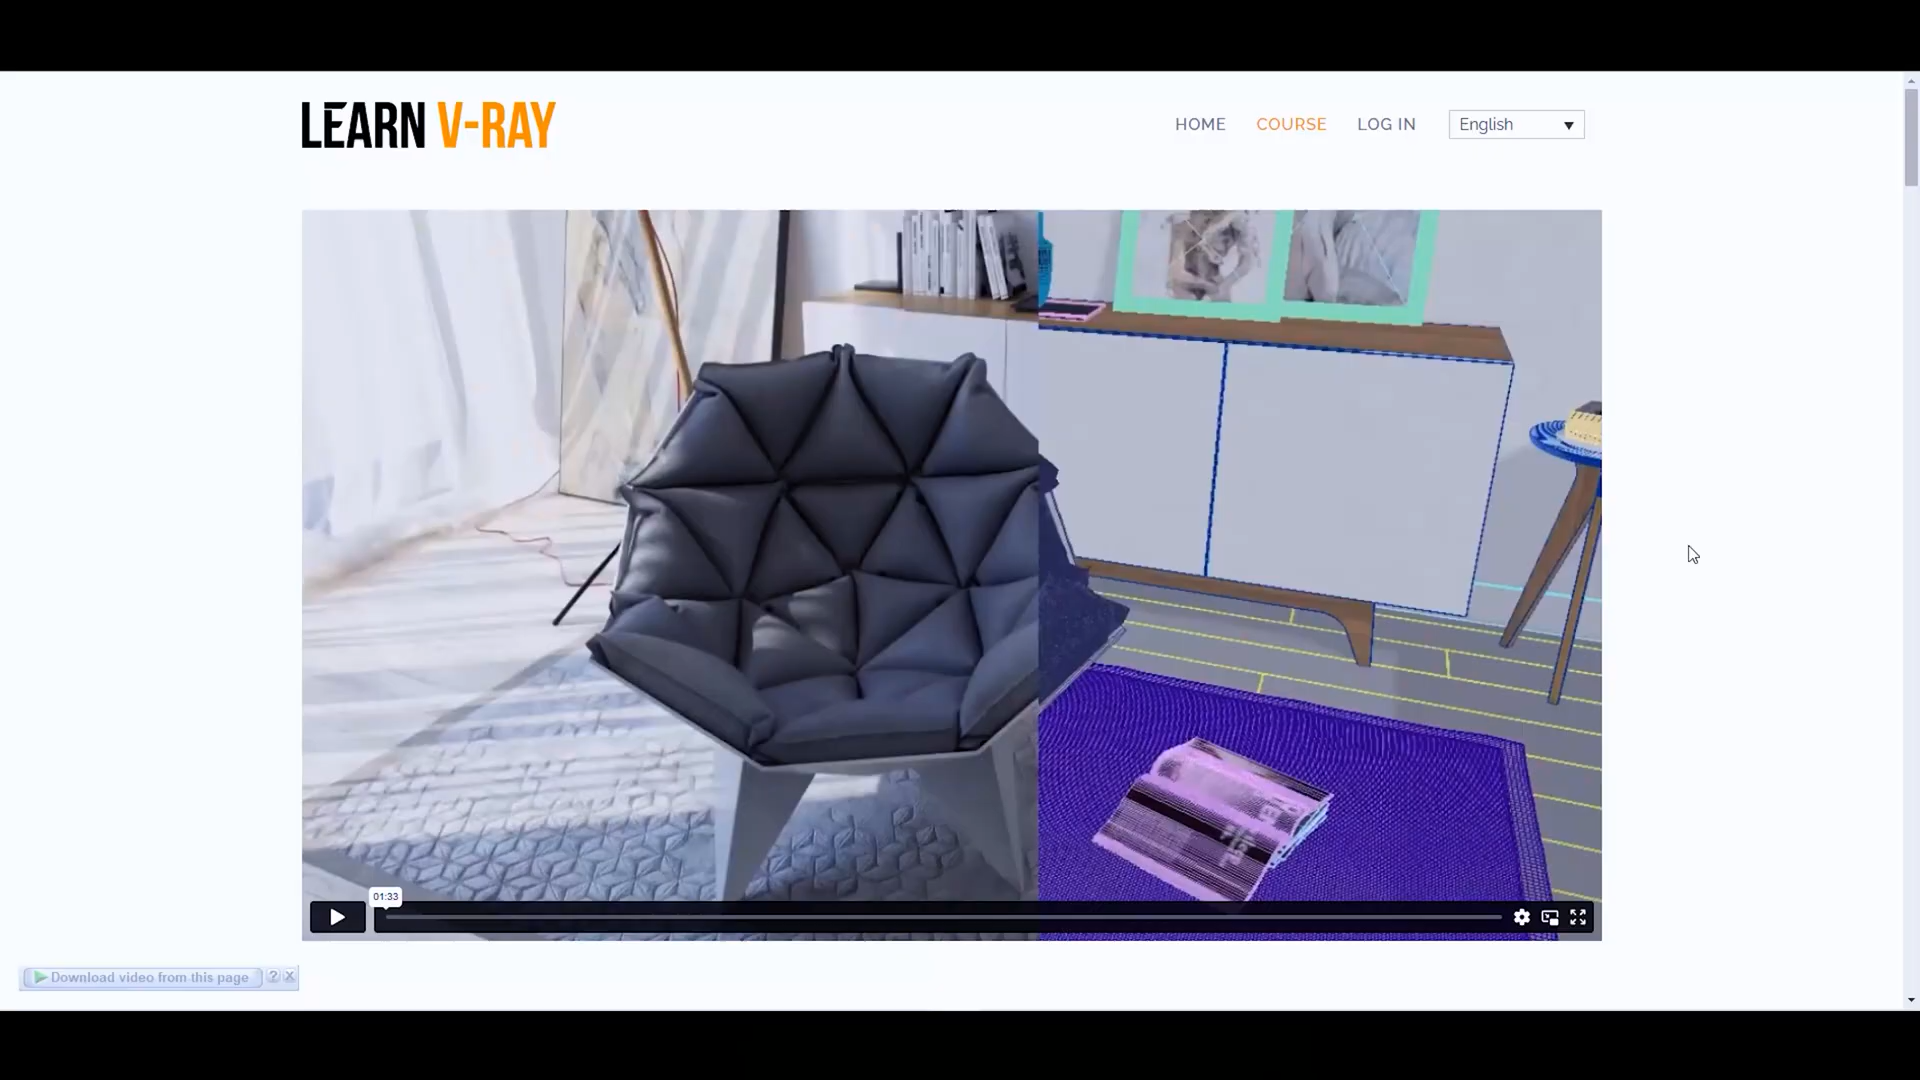 LEARN V-RAY
HOME COURSE LOG IN English
01:33
Download video from this page ? X